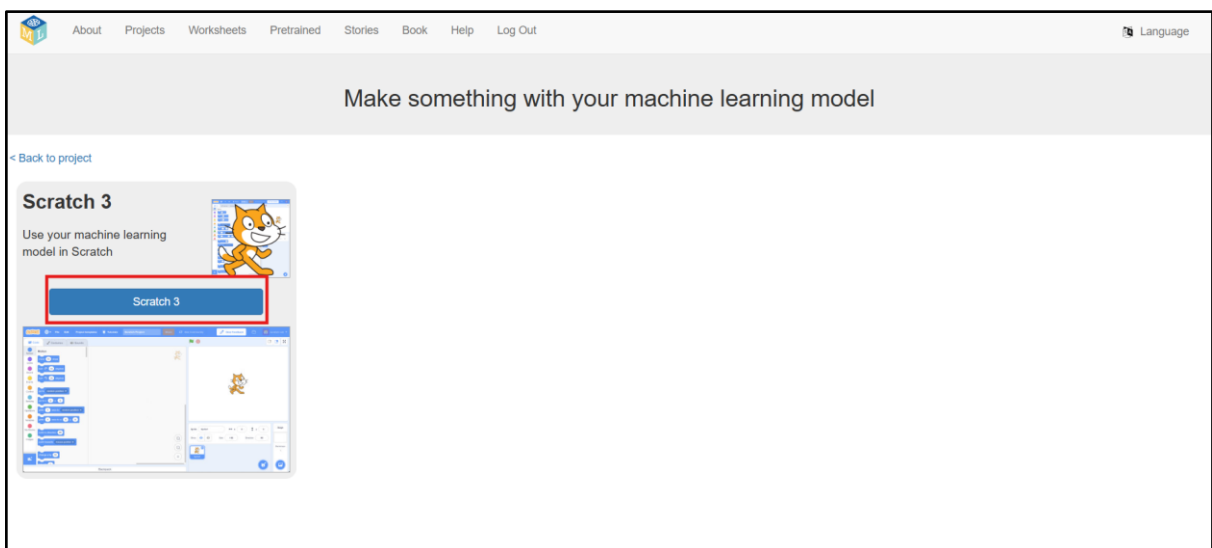 About Projects Worksheets Pretrained Stories Book Help Log Out Language
Make something with your machine learning model
< Back to project
Scratch 3
Use your machine learning
model in Scratch
Scratch 3